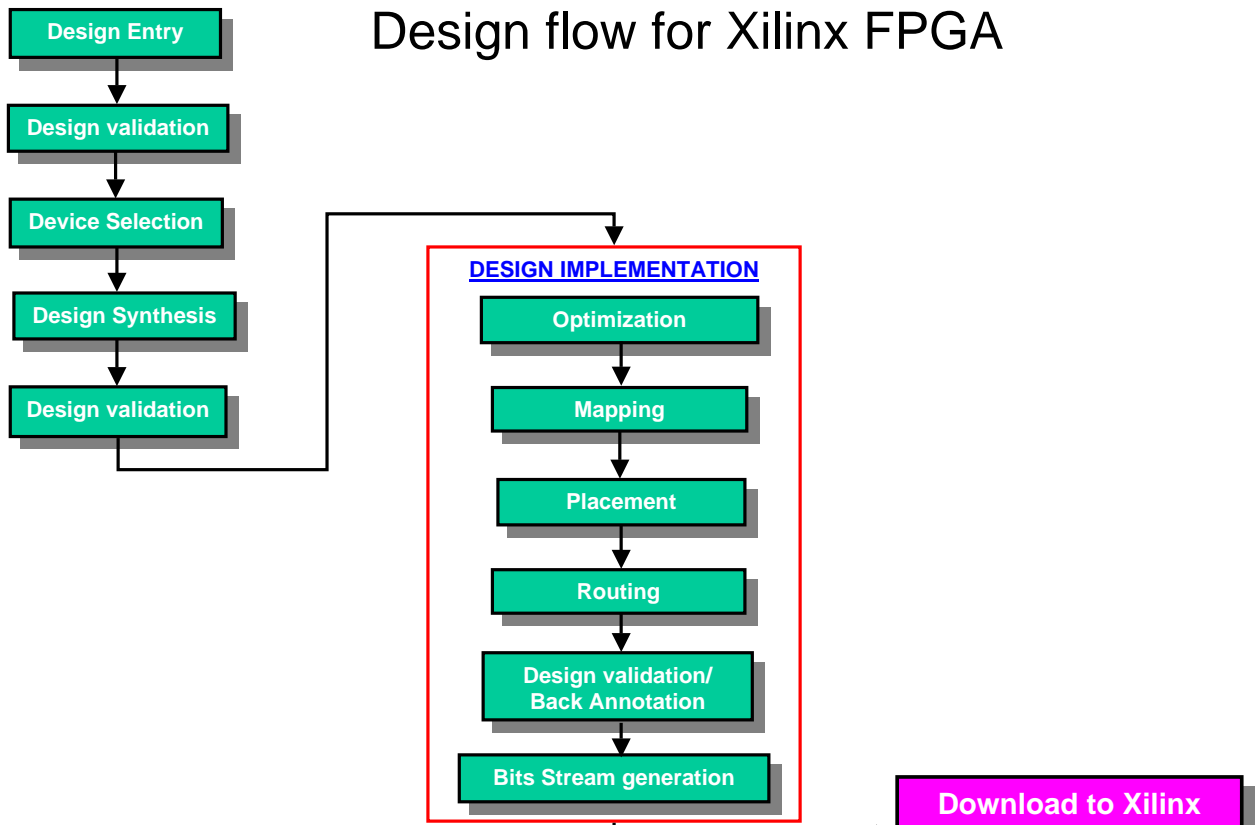 Design flow for Xilinx FPGA
Design Entry
Design validation
Device Selection
Design Synthesis
Design validation
DESIGN IMPLEMENTATION
Optimization
Mapping
Placement
Routing
Design validation/
Back Annotation
Bits Stream generation
Download to Xilinx